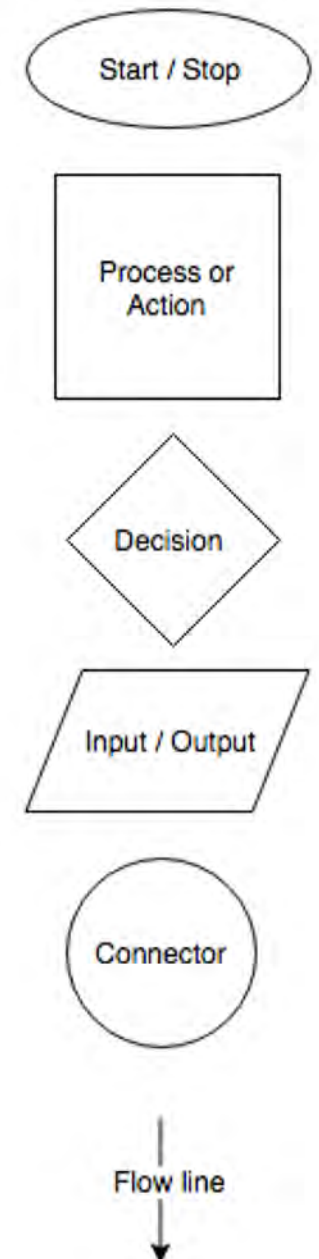 Start / Stop
Process or
Action
Decision
Input / Output
Connector
Flow line